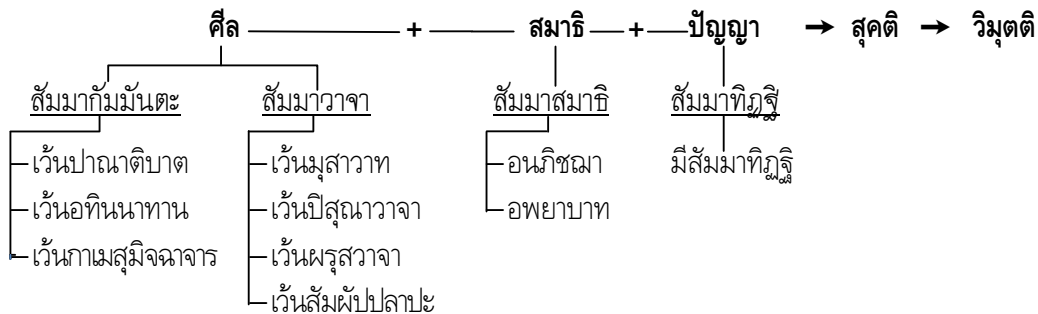 ศีล + สมาธิ + ปัญญา → สุคติ → วิมุตติ
สัมมากัมมันตะ สัมมาวาจา สัมมาสมาธิ สัมมาทิฏฐิ
เว้นปาณาติบาต เว้นมุสาวาท อนภิชฌา มีสัมมาทิฏฐิ
เว้นอทินนาทาน เว้นปิสุณาวาจา อพยาบาท
เว้นกาเมสุมิจฉาจาร เว้นผรุสวาจา
เว้นสัมผัปปลาปะ